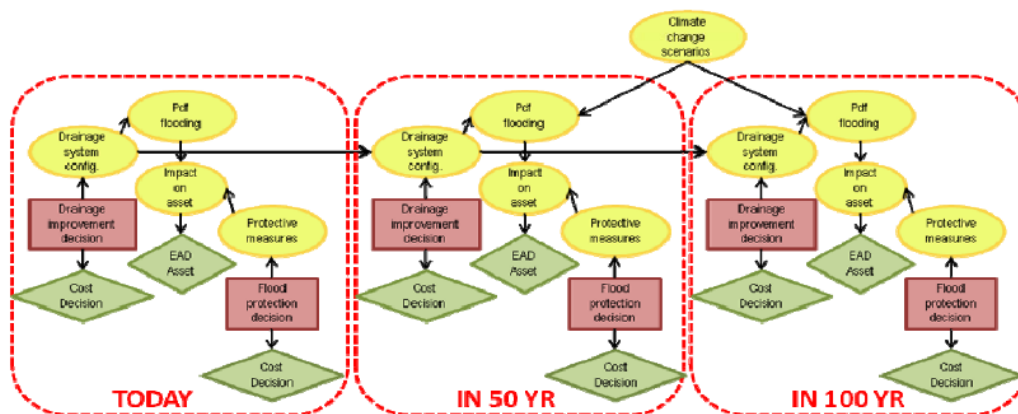 Climate
change
scenarios
Pdf
flooding
Drainage
system
config.
Impact
on
asset
Drainage
improvement
decision
Protective
measures
EAD
Asset
Cost
Decision
Flood
protection
decision
Cost
Decision
TODAY
Pdf
flooding
Drainage
system
config.
Impact
on
asset
Drainage
improvement
decision
Protective
measures
EAD
Asset
Cost
Decision
Flood
protection
decision
Cost
Decision
IN 50 YR
Pdf
flooding
Drainage
system
config.
Impact
on
asset
Drainage
improvement
decision
Protective
measures
EAD
Asset
Cost
Decision
Flood
protection
decision
Cost
Decision
IN 100 YR